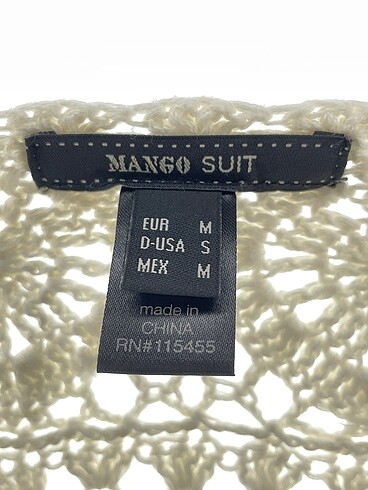 MANGO SUIT
EUR M
D-USA S
MEX M
made in
CHINA
RN#115455